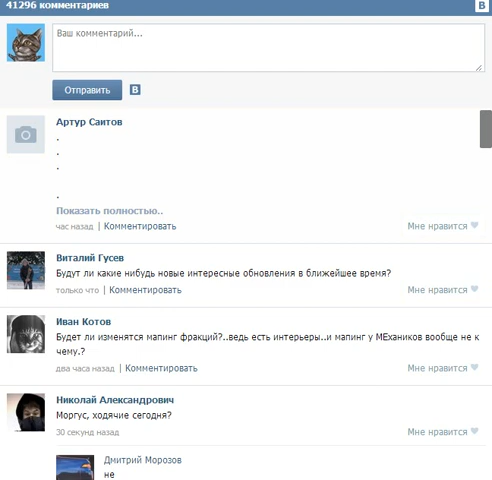 41296 комментариев
В
Ваш комментарий...
Отправить
В
Артур Саитов
.
.
.
.
Показать полностью..
час назад | Комментировать
Мне нравится
Виталий Гусев
Будут ли какие нибудь новые интересные обновления в ближейшее время?
только что | Комментировать
Мне нравится
Иван Котов
Будет ли изменятся мапинг фракций?..ведь есть интерьеры..и мапинг у МЕхаников вообще не к
чему.?
два часа назад | Комментировать
Мне нравится
Николай Александрович
Моргус, ходячие сегодня?
30 секунд назад
Мне нравится
Дмитрий Морозов
не